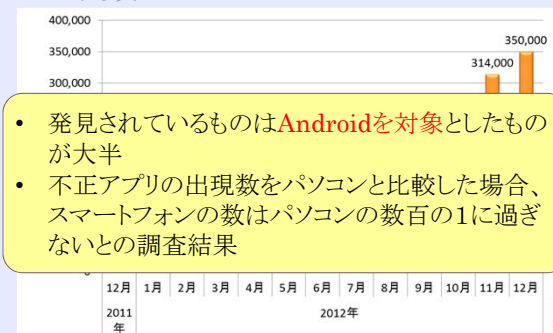 400,000
350,000
300,000
350,000
314,000
• 発見されているものはAndroidを対象としたもの
が大半
• 不正アプリの出現数をパソコンと比較した場合、
スマートフォンの数はパソコンの数百の1に過ぎ
ないとの調査結果
12月 1月 2月 3月 4月 5月 6月 7月 8月 9月 10月 11月 12月
2011 2012年
年